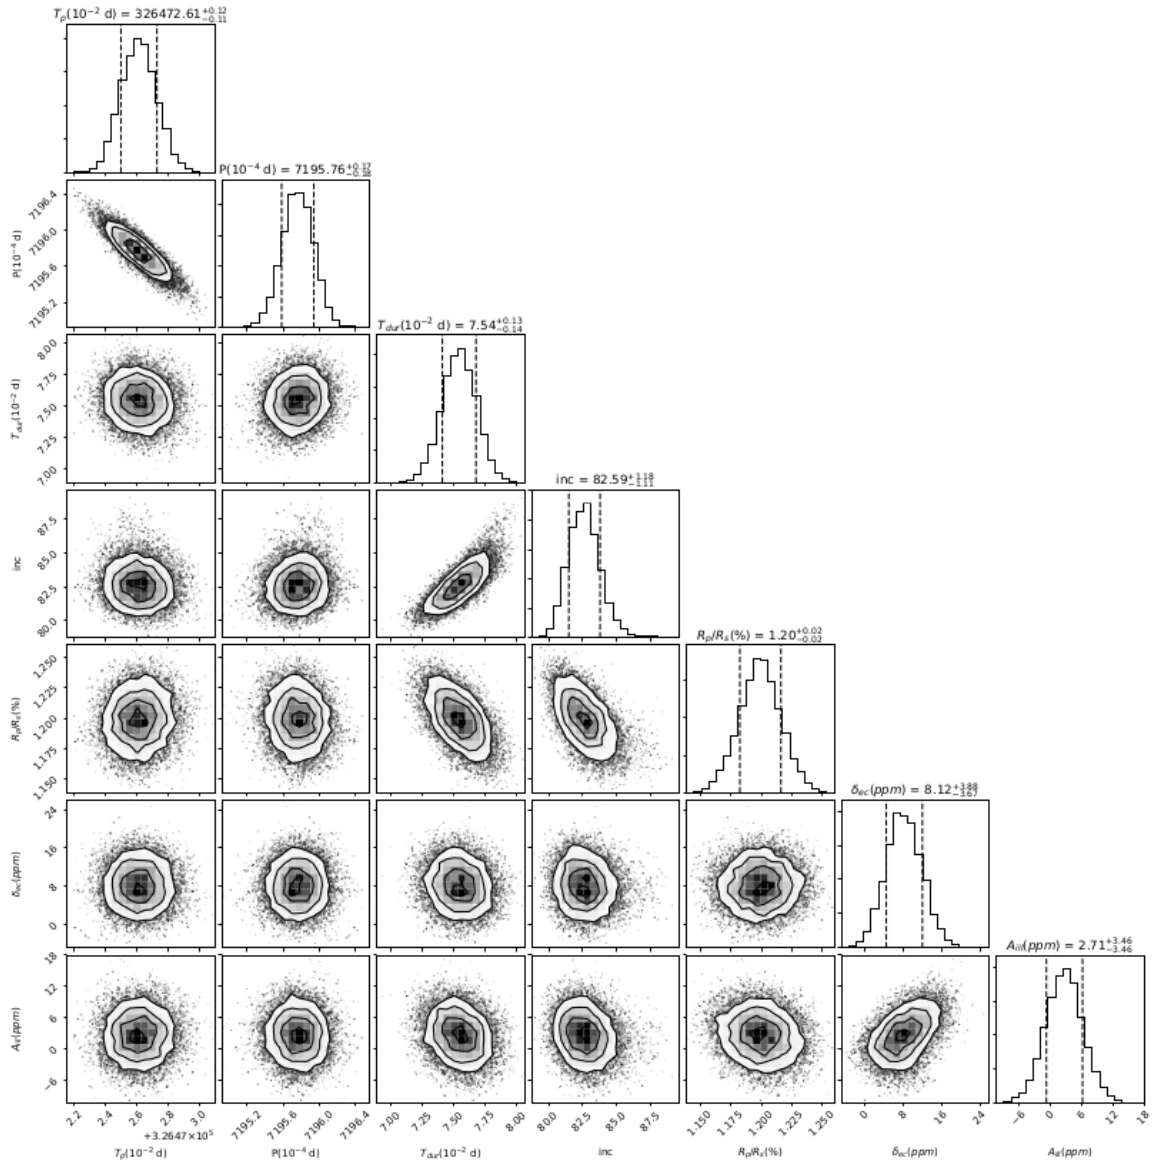 T_p(10⁻² d) = 326472.61 +0.12 −0.11
P(10⁻⁴ d) = 7195.76 +0.17 −0.18
P(10⁻⁴ d)
7196.4
7196.0
7195.6
7195.2
T_dur(10⁻² d) = 7.54 +0.13 −0.14
T_dur(10⁻² d)
8.00
7.75
7.50
7.25
7.00
inc = 82.59 +1.18 −1.11
inc
87.5
85.0
82.5
80.0
R_p/R_s(%) = 1.20 +0.02 −0.02
R_p/R_s(%)
1.250
1.225
1.200
1.175
1.150
δ_ec(ppm) = 8.12 +3.88 −3.67
δ_ec(ppm)
24
16
8
0
A_ill(ppm) = 2.71 +3.46 −3.46
A_ill(ppm)
18
12
6
0
−6
2.2 2.4 2.6 2.8 3.0
+3.2647×10⁵
7195.2 7195.6 7196.0 7196.4
7.00 7.25 7.50 7.75 8.00
80.0 82.5 85.0 87.5
1.150 1.175 1.200 1.225 1.250
0 8 16 24
−6 0 6 12 18
T_p(10⁻² d) P(10⁻⁴ d) T_dur(10⁻² d) inc R_p/R_s(%) δ_ec(ppm) A_ill(ppm)